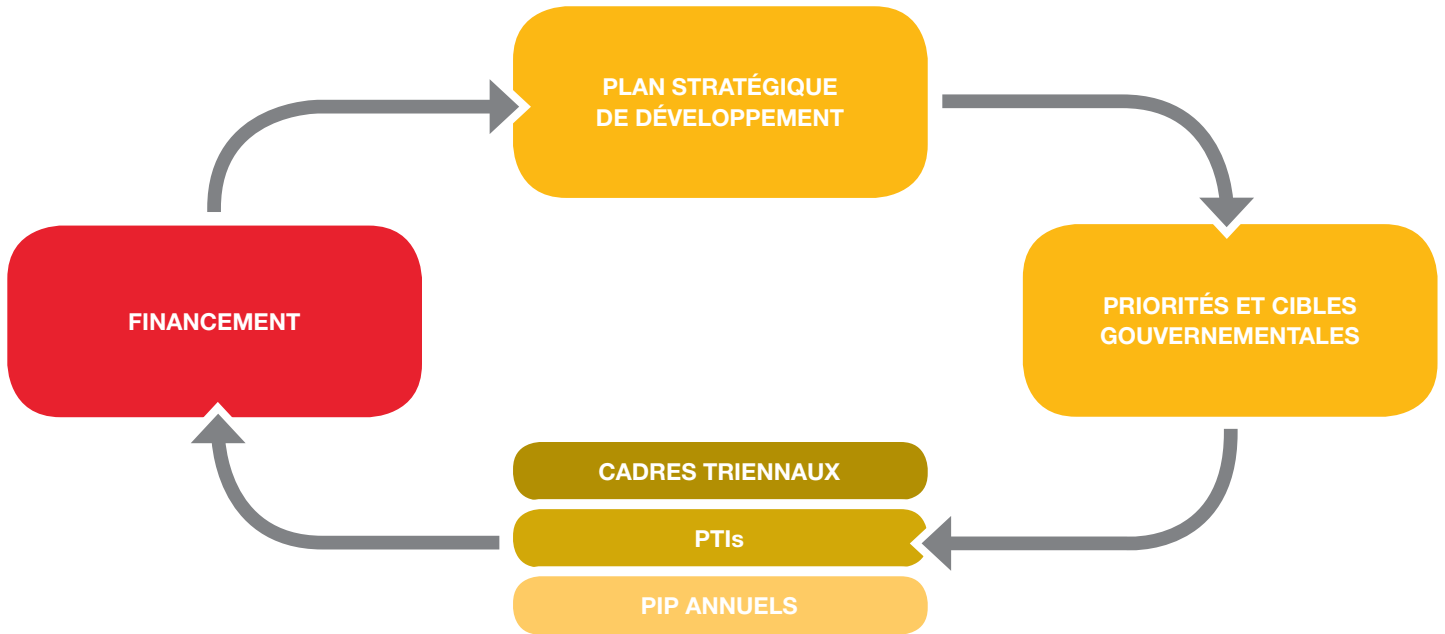 PLAN STRATÉGIQUE
DE DÉVELOPPEMENT
FINANCEMENT
PRIORITÉS ET CIBLES
GOUVERNEMENTALES
CADRES TRIENNAUX
PTIs
PIP ANNUELS